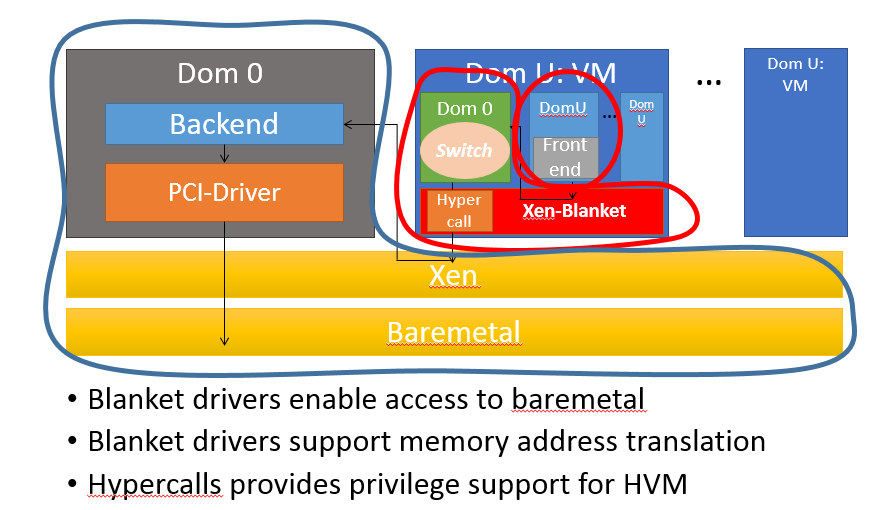 Dom 0
Backend
PCI-Driver
Dom U: VM
Dom 0
Switch
DomU
...
Dom
U
Front
end
Hyper
call
Xen-Blanket
...
Dom U:
VM
Xen
Baremetal
• Blanket drivers enable access to baremetal
• Blanket drivers support memory address translation
• Hypercalls provides privilege support for HVM